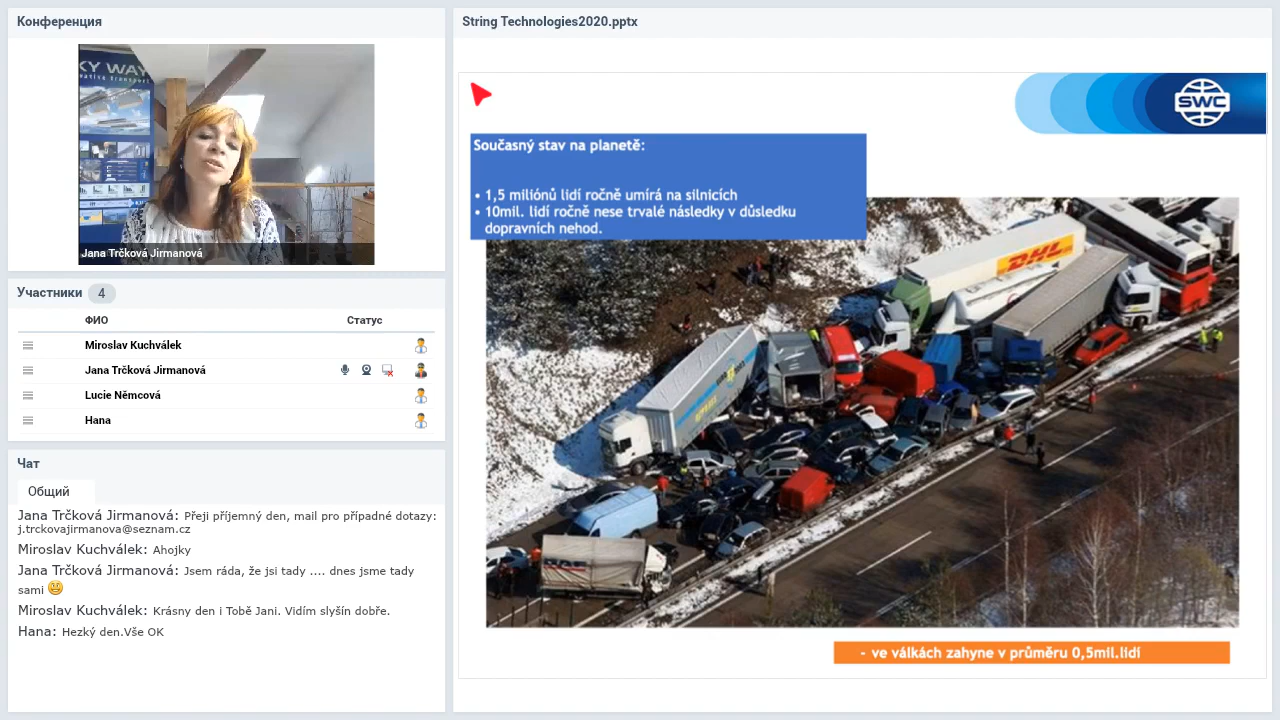 Конференция
KY WAY
Jana Trčková Jirmanová
Участники 4
ФИО Статус
Miroslav Kuchválek
Jana Trčková Jirmanová
Lucie Němcová
Hana
Чат
Общий
Jana Trčková Jirmanová: Přeji příjemný den, mail pro případné dotazy:
j.trckovajirmanova@seznam.cz
Miroslav Kuchválek: Ahojky
Jana Trčková Jirmanová: Jsem ráda, že jsi tady .... dnes jsme tady
sami
Miroslav Kuchválek: Krásny den i Tobě Jani. Vidím slyšín dobře.
Hana: Hezký den.Vše OK
String Technologies2020.pptx
SWC
Současný stav na planetě:
• 1,5 miliónů lidí ročně umírá na silnicích
• 10mil. lidí ročně nese trvalé následky v důsledku
dopravních nehod.
DHL
- ve válkách zahyne v průměru 0,5mil.lidí